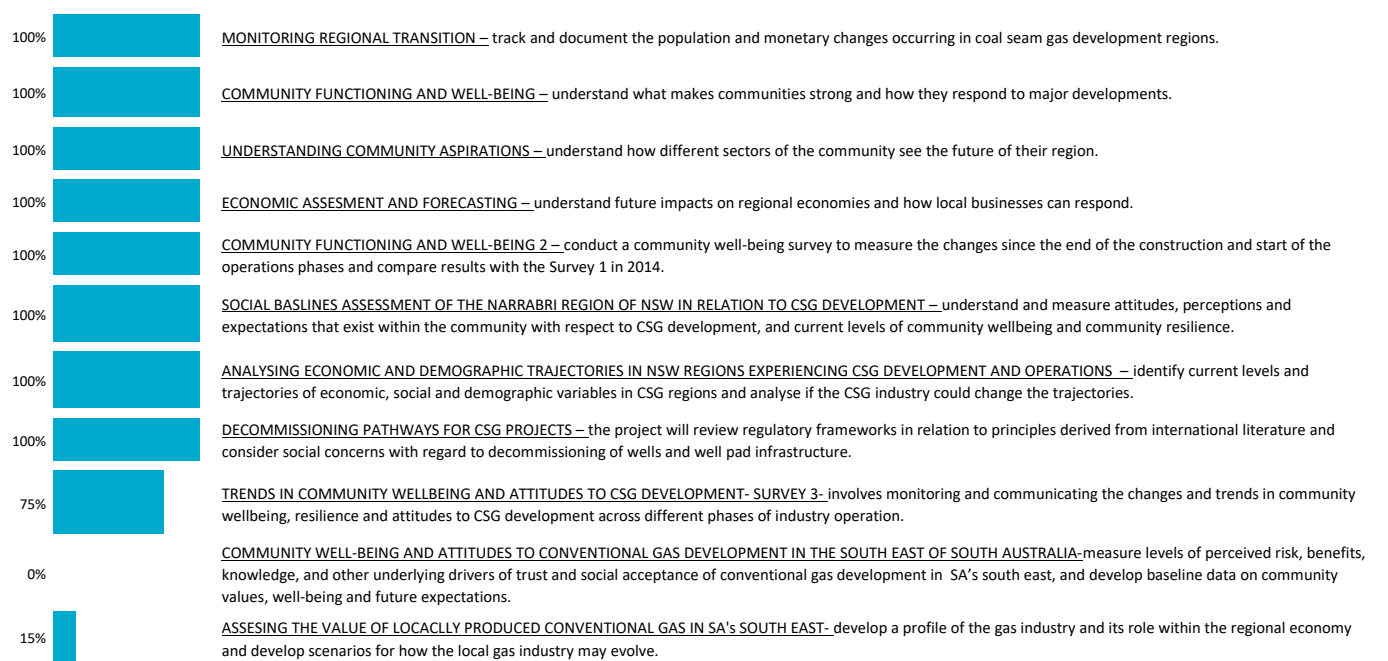 100% MONITORING REGIONAL TRANSITION – track and document the population and monetary changes occurring in coal seam gas development regions.
100% COMMUNITY FUNCTIONING AND WELL-BEING – understand what makes communities strong and how they respond to major developments.
100% UNDERSTANDING COMMUNITY ASPIRATIONS – understand how different sectors of the community see the future of their region.
100% ECONOMIC ASSESMENT AND FORECASTING – understand future impacts on regional economies and how local businesses can respond.
100% COMMUNITY FUNCTIONING AND WELL-BEING 2 – conduct a community well-being survey to measure the changes since the end of the construction and start of the
operations phases and compare results with the Survey 1 in 2014.
100% SOCIAL BASLINES ASSESSMENT OF THE NARRABRI REGION OF NSW IN RELATION TO CSG DEVELOPMENT – understand and measure attitudes, perceptions and
expectations that exist within the community with respect to CSG development, and current levels of community wellbeing and community resilience.
100% ANALYSING ECONOMIC AND DEMOGRAPHIC TRAJECTORIES IN NSW REGIONS EXPERIENCING CSG DEVELOPMENT AND OPERATIONS – identify current levels and
trajectories of economic, social and demographic variables in CSG regions and analyse if the CSG industry could change the trajectories.
100% DECOMMISSIONING PATHWAYS FOR CSG PROJECTS – the project will review regulatory frameworks in relation to principles derived from international literature and
consider social concerns with regard to decommissioning of wells and well pad infrastructure.
75% TRENDS IN COMMUNITY WELLBEING AND ATTITUDES TO CSG DEVELOPMENT- SURVEY 3- involves monitoring and communicating the changes and trends in community
wellbeing, resilience and attitudes to CSG development across different phases of industry operation.
COMMUNITY WELL-BEING AND ATTITUDES TO CONVENTIONAL GAS DEVELOPMENT IN THE SOUTH EAST OF SOUTH AUSTRALIA-measure levels of perceived risk, benefits,
0% knowledge, and other underlying drivers of trust and social acceptance of conventional gas development in SA's south east, and develop baseline data on community
values, well-being and future expectations.
15% ASSESING THE VALUE OF LOCACLLY PRODUCED CONVENTIONAL GAS IN SA's SOUTH EAST- develop a profile of the gas industry and its role within the regional economy
and develop scenarios for how the local gas industry may evolve.